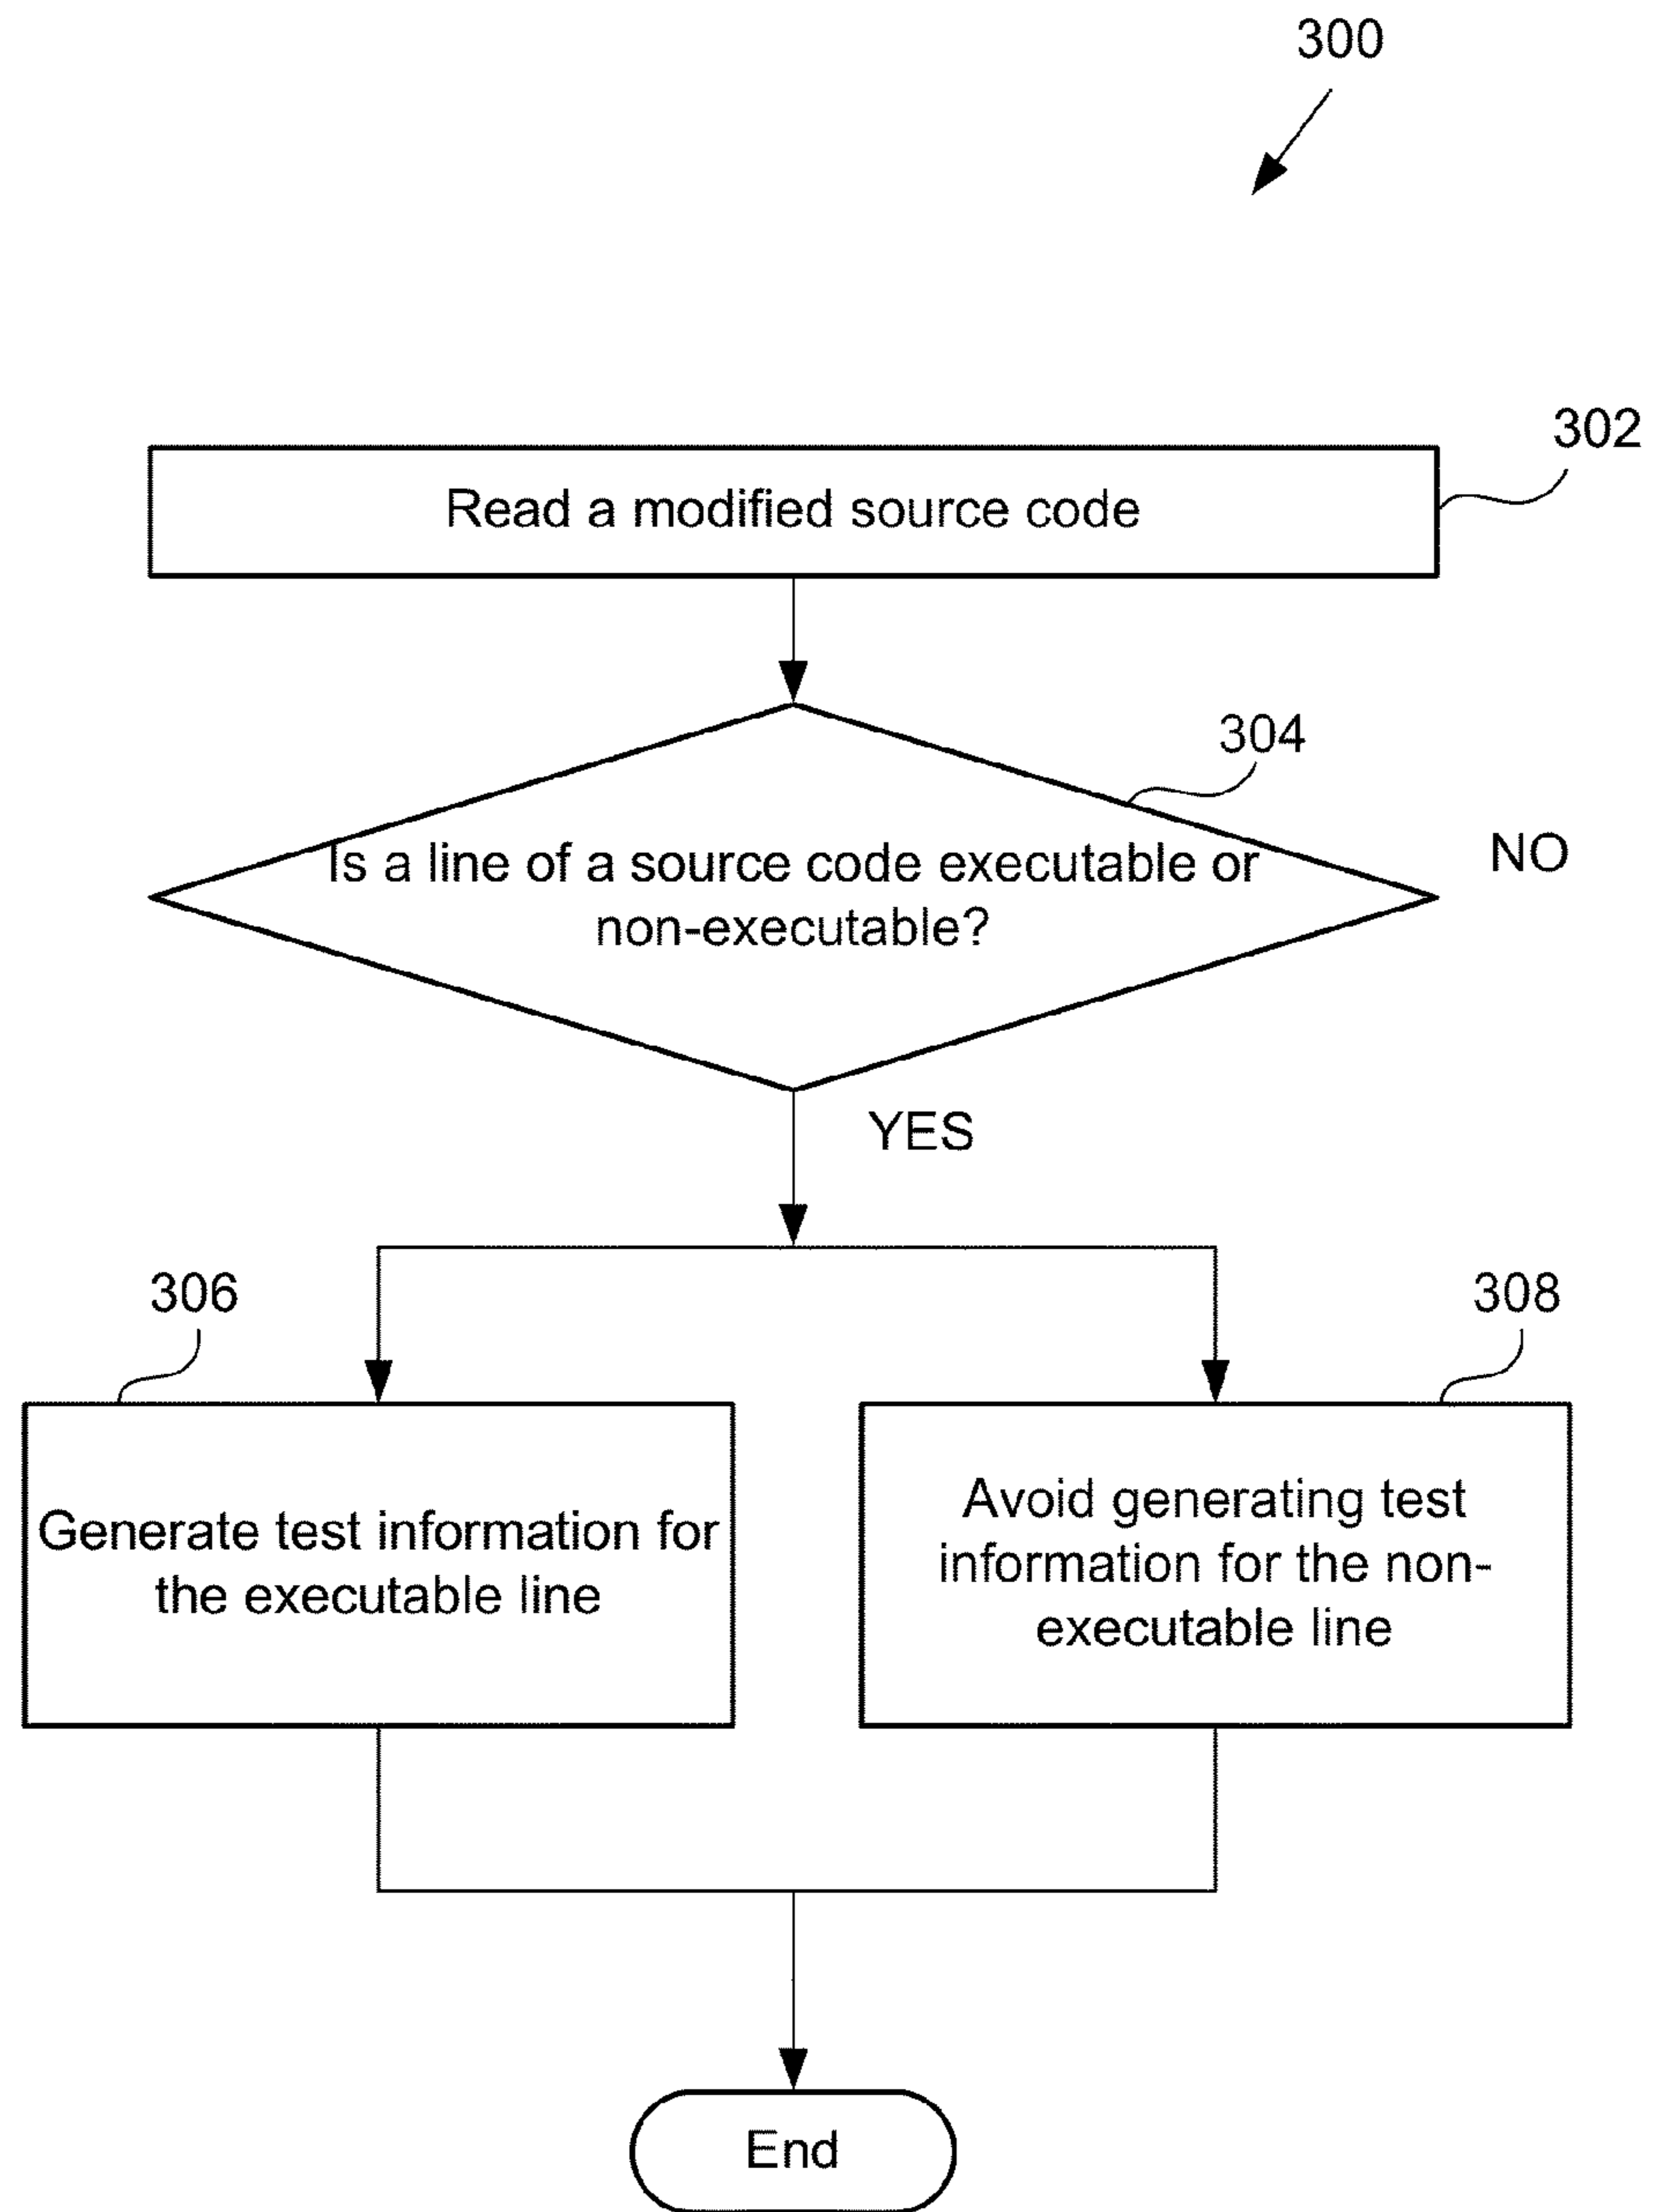 300
302
Read a modified source code
304
NO
Is a line of a source code executable or
non-executable?
YES
306
308
Generate test information for
the executable line
Avoid generating test
information for the non-
executable line
End